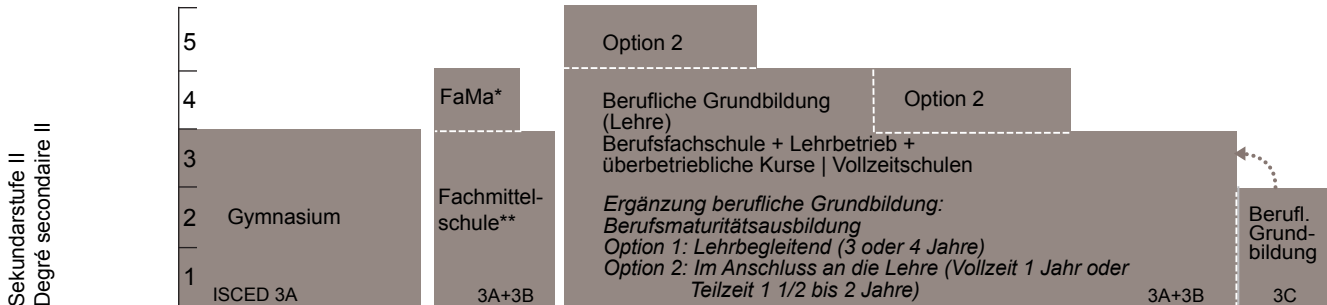 Sekundarstufe II
Degré secondaire II
5
4
3
2
1
Gymnasium
ISCED 3A
FaMa*
Fachmittel-
schule**
3A+3B
Option 2
Berufliche Grundbildung
(Lehre)
Berufsfachschule + Lehrbetrieb +
überbetriebliche Kurse | Vollzeitschulen
Option 2
Ergänzung berufliche Grundbildung:
Berufsmaturitätsausbildung
Option 1: Lehrbegleitend (3 oder 4 Jahre)
Option 2: Im Anschluss an die Lehre (Vollzeit 1 Jahr oder
Teilzeit 1 1/2 bis 2 Jahre)
3A+3B
Berufl.
Grund-
bildung
3C